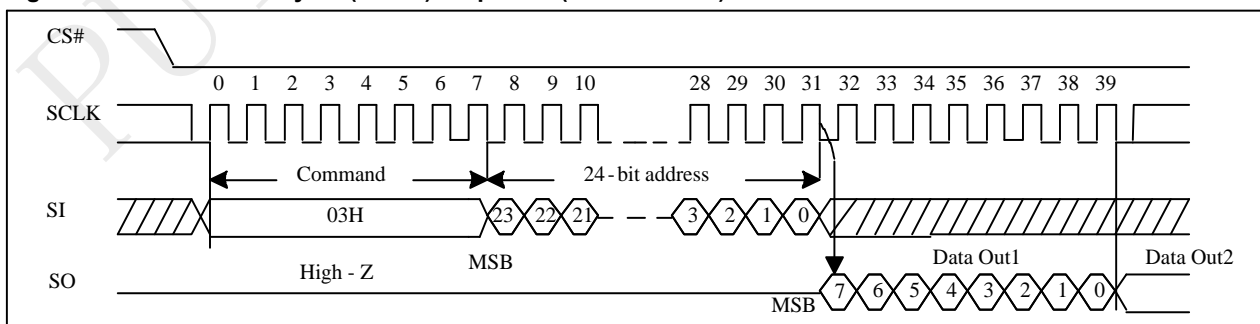 CS#
0 1 2 3 4 5 6 7 8 9 10 28 29 30 31 32 33 34 35 36 37 38 39
SCLK
Command 24-bit address
SI 03H 23 22 21 3 2 1 0
High - Z MSB Data Out1 Data Out2
SO MSB 7 6 5 4 3 2 1 0